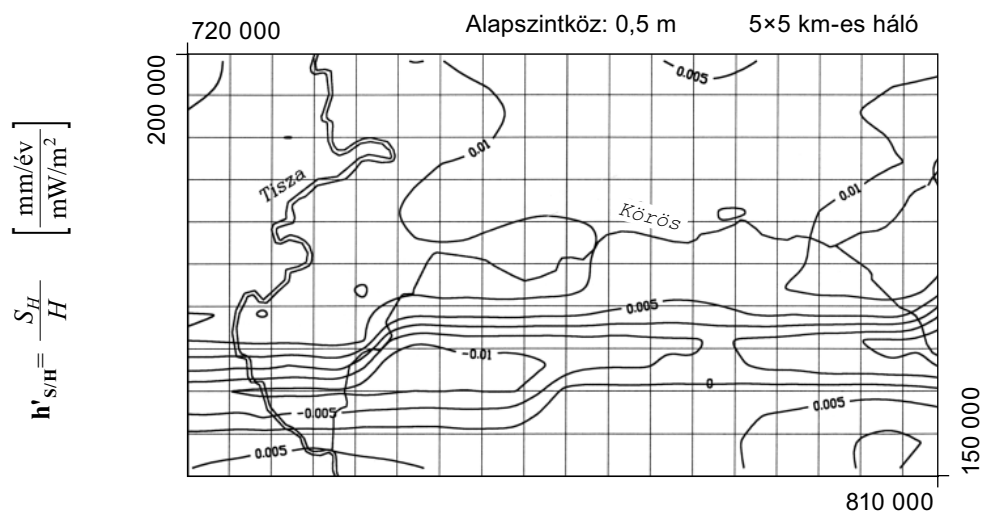 720 000
Alapszintköz: 0,5 m
5×5 km-es háló
200 000
h'S/H = SH / H [mm/év / mW/m²]
0.005
0.01
Tisza
0.01
Körös
0.005
-0.01
0
-0.005
0.005
0.005
150 000
810 000